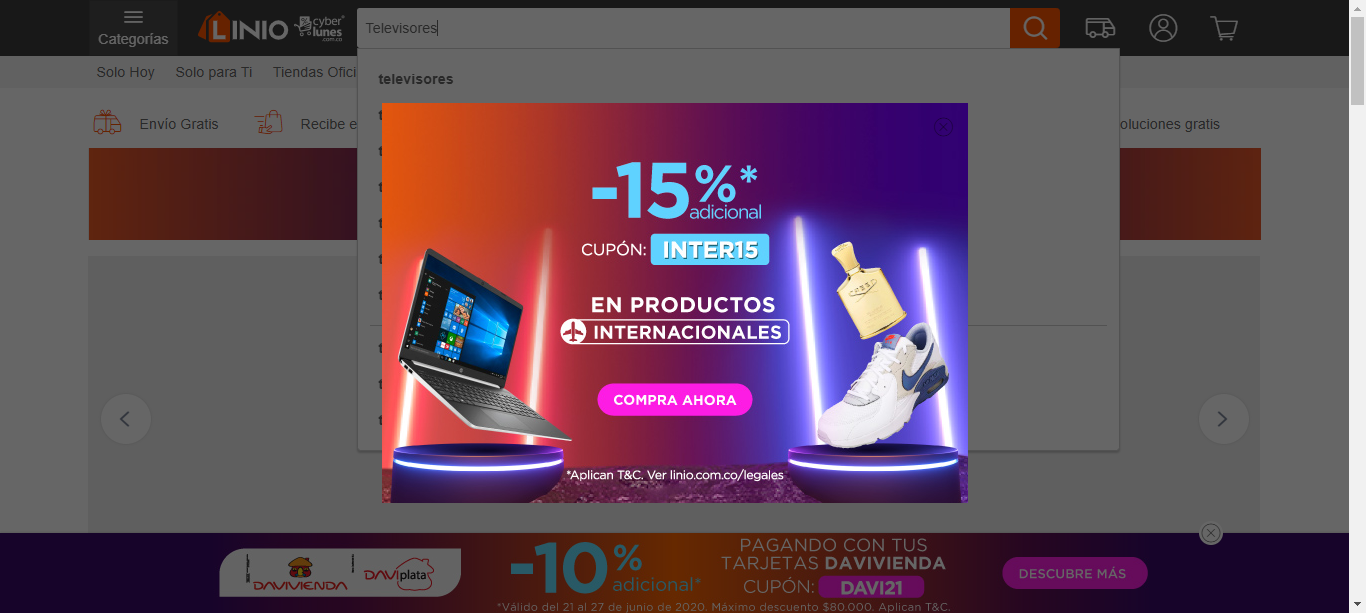 Categorías
LINIO
cyber
lunes
.com.co
Televisores
Solo Hoy
Solo para Ti
Tiendas Ofici
televisores
Envío Gratis
Recibe e
oluciones gratis
-15%*
adicional
CUPÓN: INTER15
EN PRODUCTOS
INTERNACIONALES
CREED
COMPRA AHORA
*Aplican T&C. Ver linio.com.co/legales
DAVIVIENDA
DAVIplata
-10%
adicional*
PAGANDO CON TUS
TARJETAS DAVIVIENDA
CUPÓN: DAVI21
DESCUBRE MÁS
*Válido del 21 al 27 de junio de 2020. Máximo descuento $80.000. Aplican T&C.